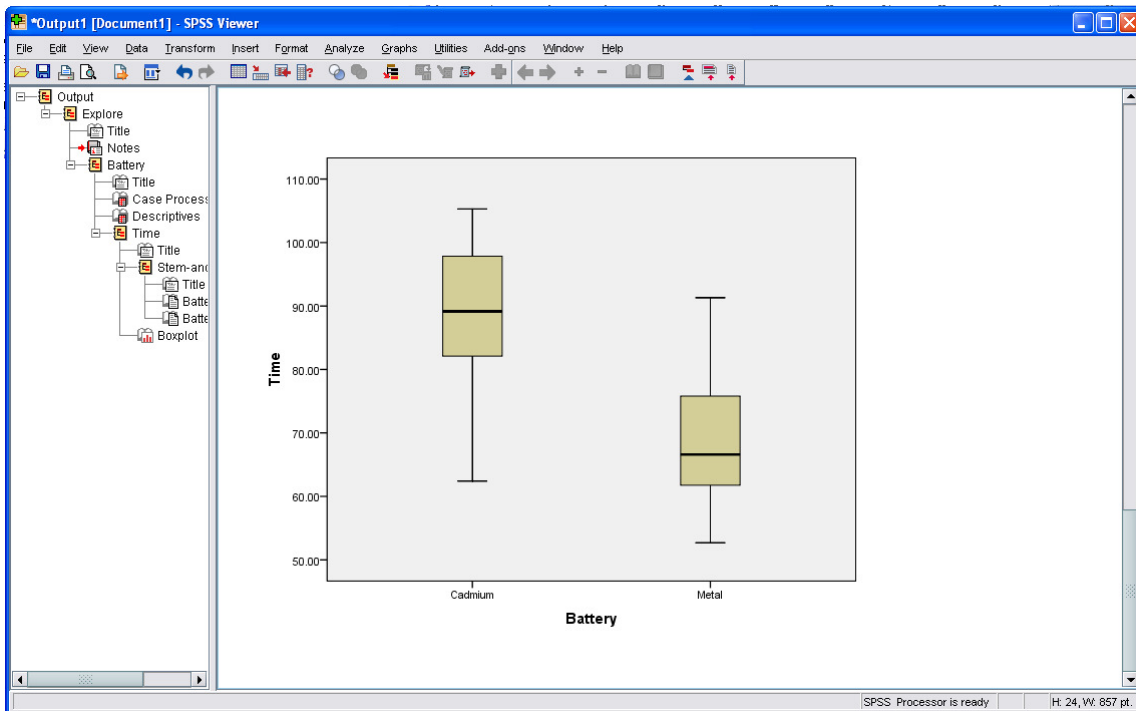 *Output1 [Document1] - SPSS Viewer
File Edit View Data Transform Insert Format Analyze Graphs Utilities Add-ons Window Help
Output
Explore
Title
Notes
Battery
Title
Case Process
Descriptives
Time
Title
Stem-and
Title
Batte
Batte
Boxplot
110.00
100.00
90.00
80.00
70.00
60.00
50.00
Time
Cadmium Metal
Battery
SPSS Processor is ready H: 24, W: 857 pt.